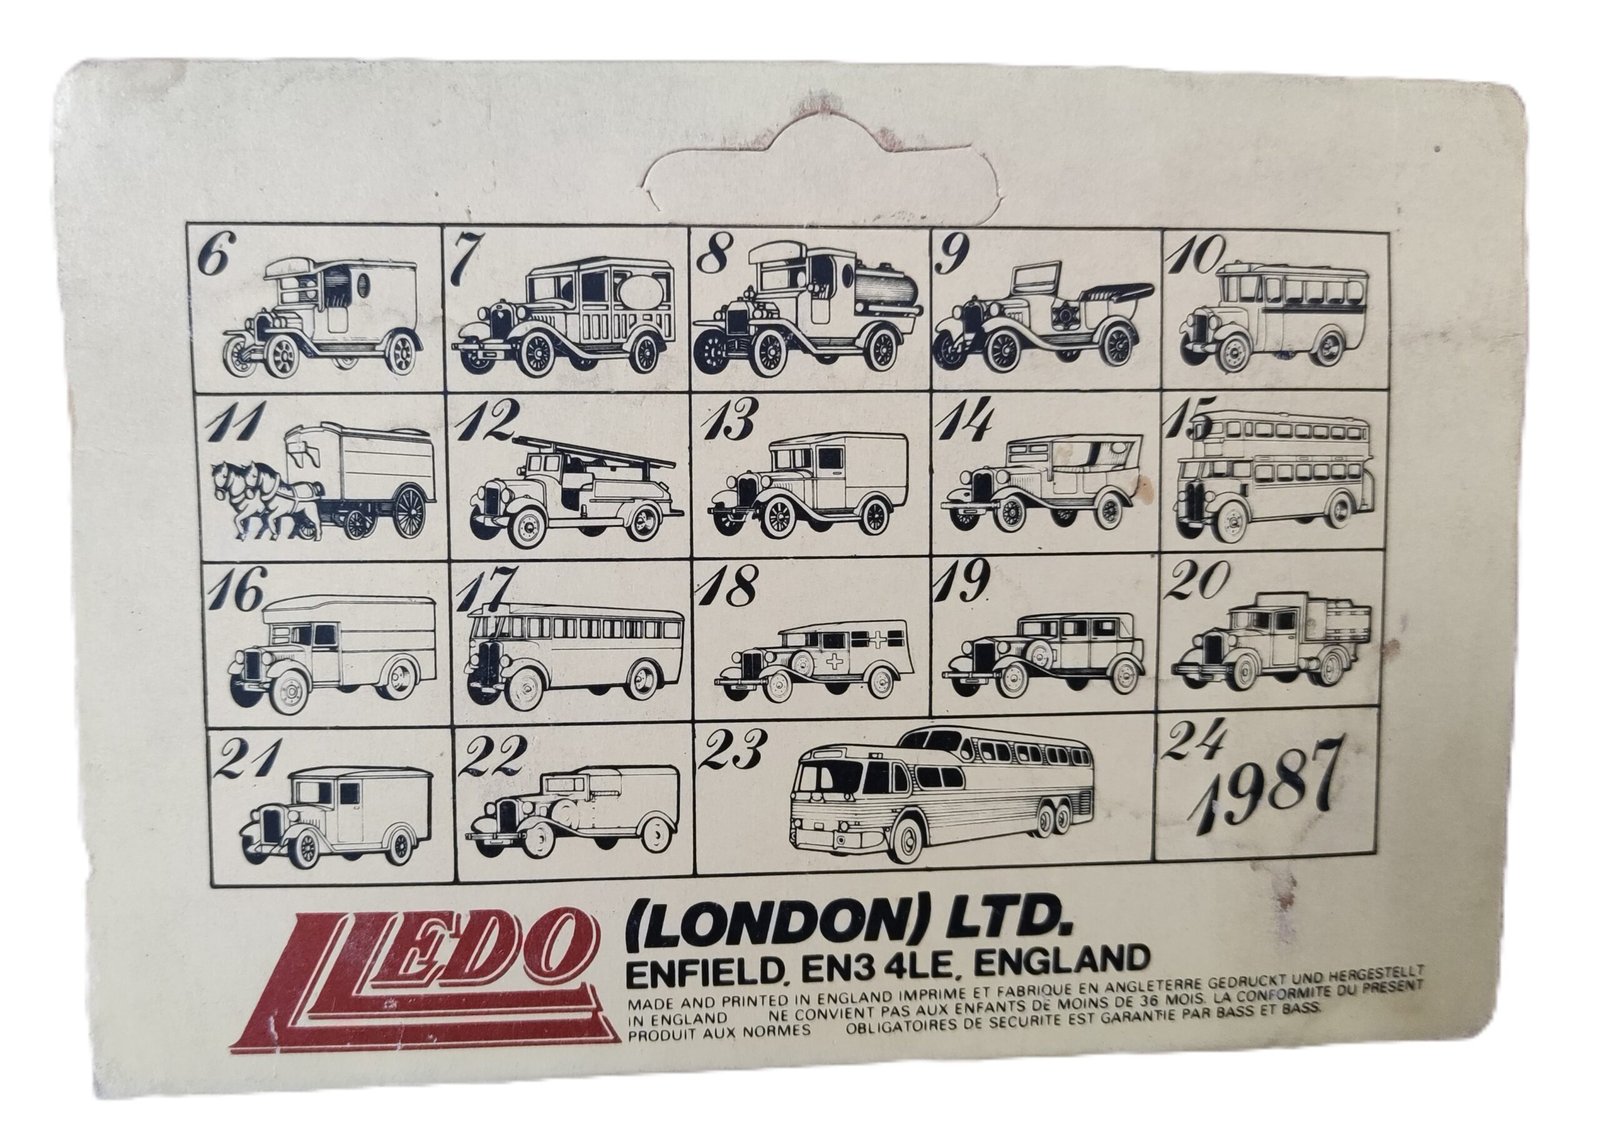 6 7 8 9 10
11 12 13 14 15
16 17 18 19 20
21 22 23 24
1987
LLEDO
(LONDON) LTD.
ENFIELD, EN3 4LE, ENGLAND
MADE AND PRINTED IN ENGLAND IMPRIME ET FABRIQUE EN ANGLETERRE GEDRUCKT UND HERGESTELLT
IN ENGLAND NE CONVIENT PAS AUX ENFANTS DE MOINS DE 36 MOIS. LA CONFORMITE DU PRESENT
PRODUIT AUX NORMES OBLIGATOIRES DE SECURITE EST GARANTIE PAR BASS ET BASS.